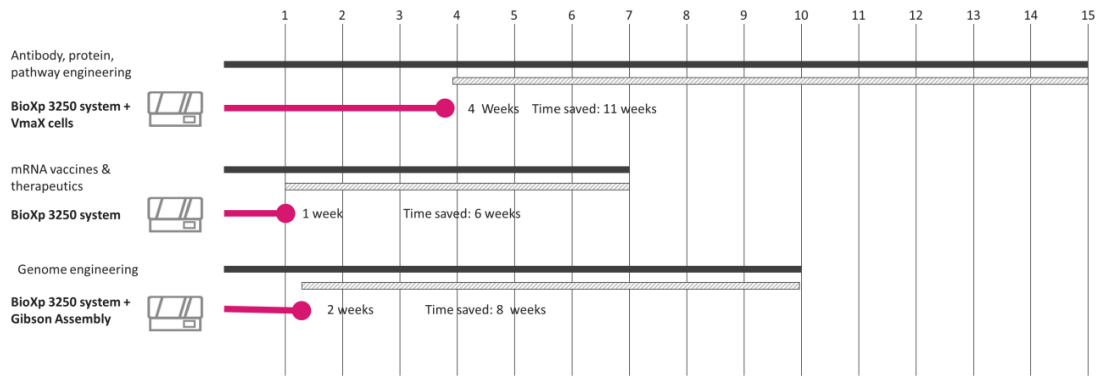 1 2 3 4 5 6 7 8 9 10 11 12 13 14 15
Antibody, protein,
pathway engineering
BioXp 3250 system +
VmaX cells
4 Weeks Time saved: 11 weeks
mRNA vaccines &
therapeutics
BioXp 3250 system
1 week Time saved: 6 weeks
Genome engineering
BioXp 3250 system +
Gibson Assembly
2 weeks Time saved: 8 weeks